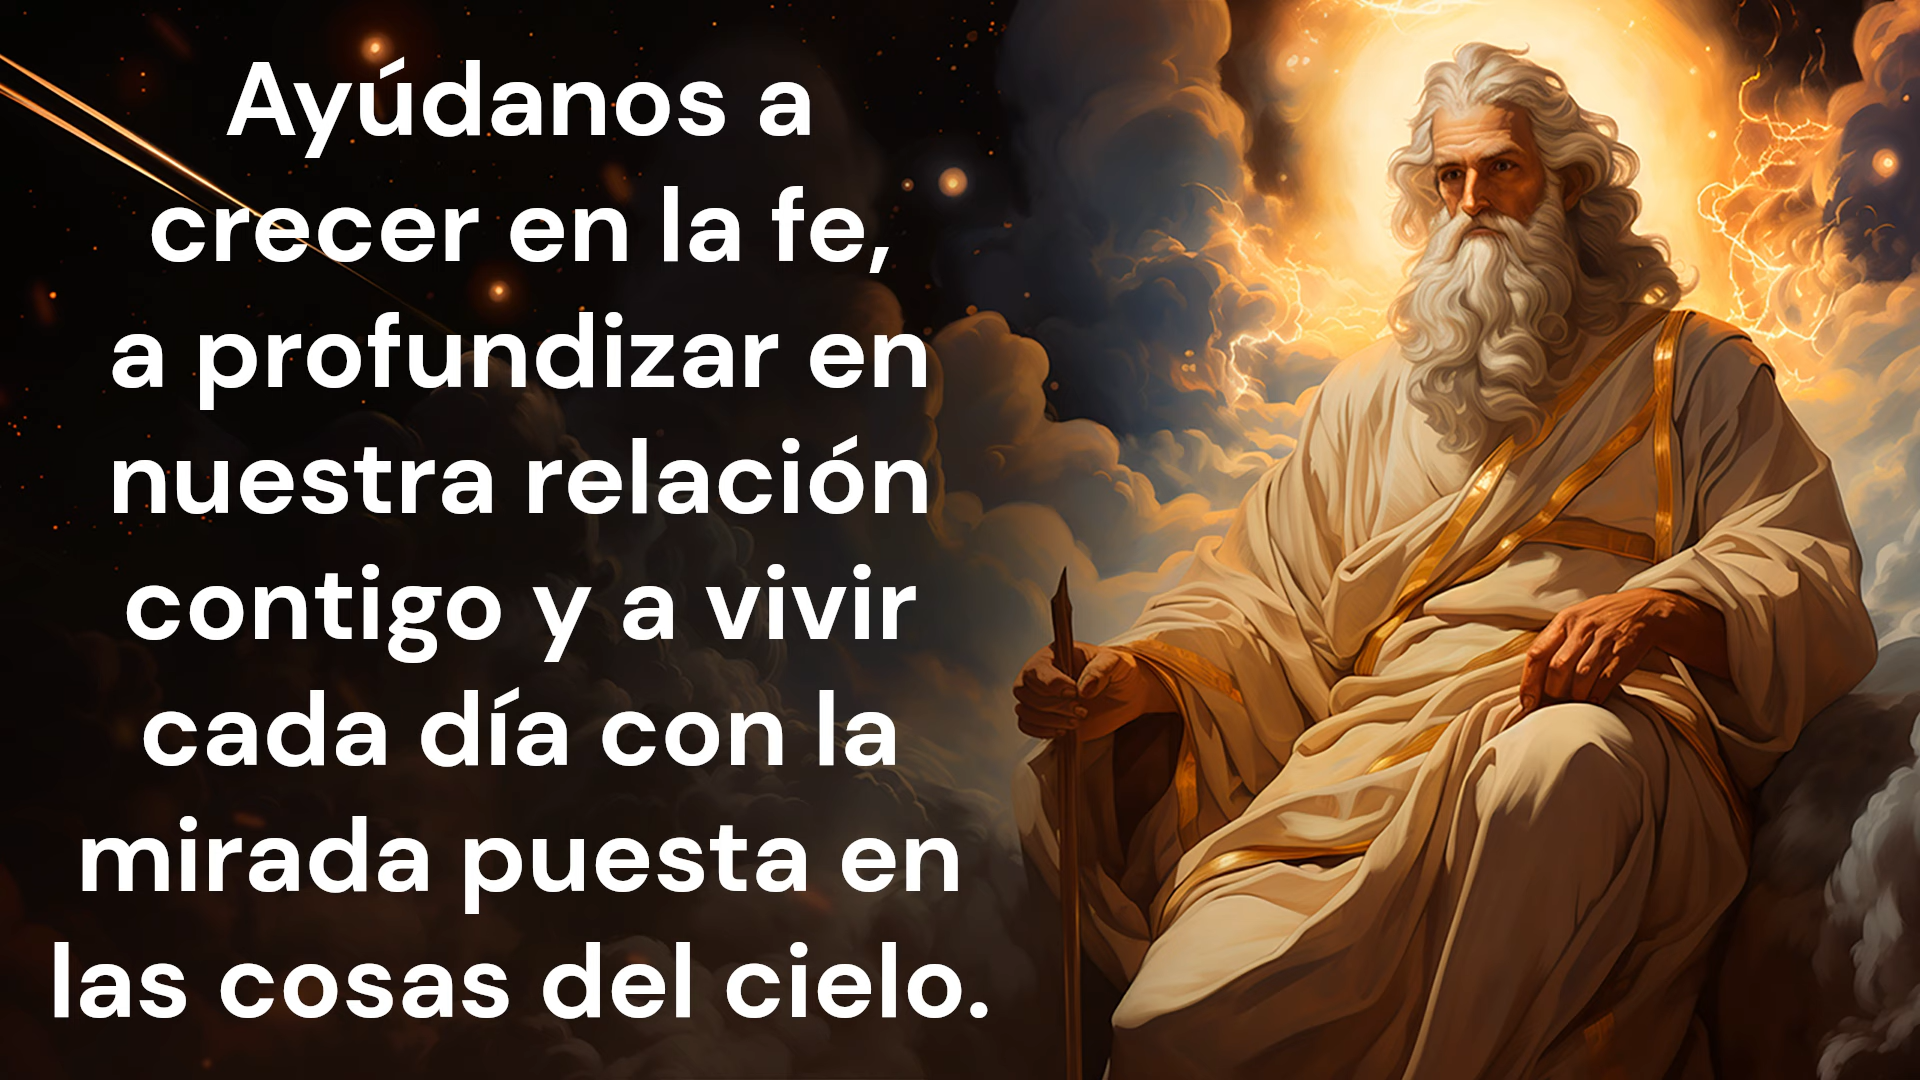 Ayúdanos a
crecer en la fe,
a profundizar en
nuestra relación
contigo y a vivir
cada día con la
mirada puesta en
las cosas del cielo.